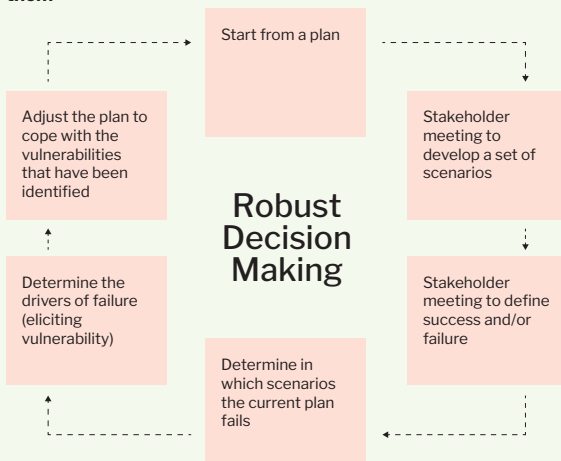 Start from a plan
Stakeholder
meeting to
develop a set of
scenarios
Stakeholder
meeting to define
success and/or
failure
Determine in
which scenarios
the current plan
fails
Determine the
drivers of failure
(eliciting
vulnerability)
Adjust the plan to
cope with the
vulnerabilities
that have been
identified
Robust
Decision
Making